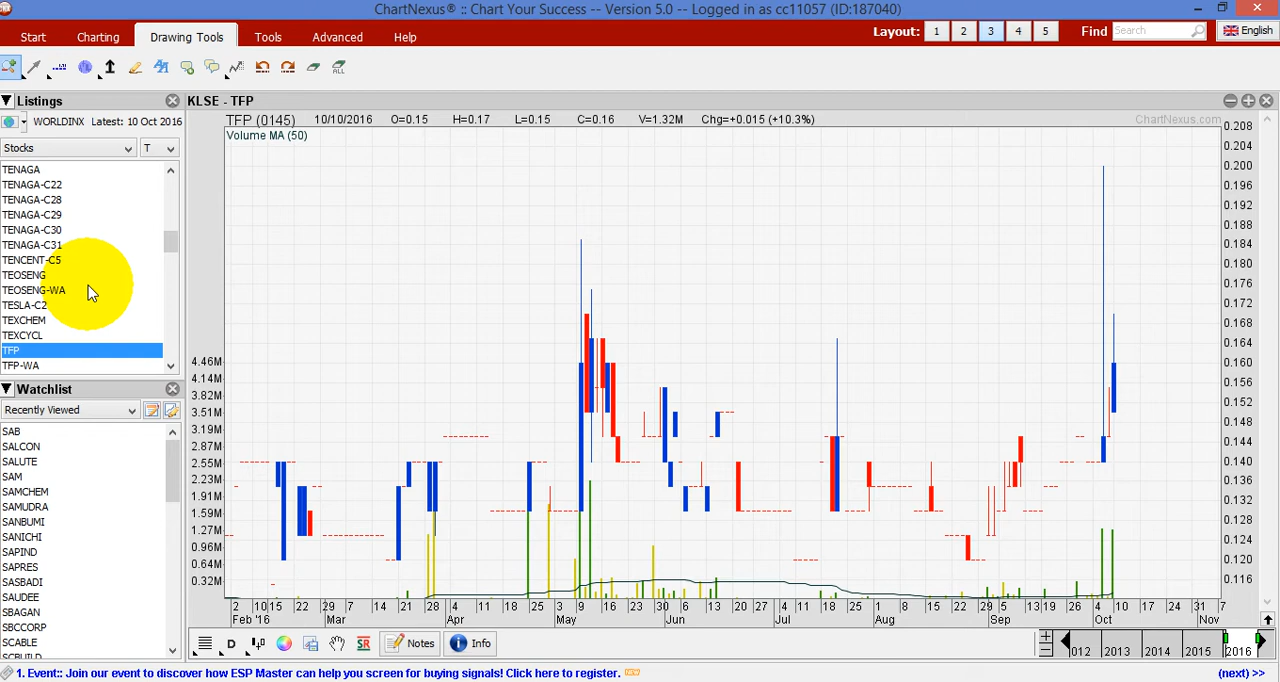 ChartNexus® :: Chart Your Success -- Version 5.0 -- Logged in as cc11057 (ID:187040)
Start Charting Drawing Tools Tools Advanced Help Layout: 1 2 3 4 5 Find Search English
ALL
Listings
WORLDINX Latest: 10 Oct 2016
Stocks T
TENAGA
TENAGA-C22
TENAGA-C28
TENAGA-C29
TENAGA-C30
TENAGA-C31
TENCENT-C5
TEOSENG
TEOSENG-WA
TESLA-C2
TEXCHEM
TEXCYCL
TFP
TFP-WA
Watchlist
Recently Viewed
SAB
SALCON
SALUTE
SAM
SAMCHEM
SAMUDRA
SANBUMI
SANICHI
SAPIND
SAPRES
SASBADI
SAUDEE
SBAGAN
SBCCORP
SCABLE
KLSE - TFP
TFP (0145) 10/10/2016 O=0.15 H=0.17 L=0.15 C=0.16 V=1.32M Chg=+0.015 (+10.3%) ChartNexus.com
Volume MA (50)
0.208
0.204
0.200
0.196
0.192
0.188
0.184
0.180
0.176
0.172
0.168
0.164
0.160
0.156
0.152
0.148
0.144
0.140
0.136
0.132
0.128
0.124
0.120
0.116
4.46M
4.14M
3.82M
3.51M
3.19M
2.87M
2.55M
2.23M
1.91M
1.59M
1.27M
0.96M
0.64M
0.32M
2 10 15 22 29 7 14 21 28 4 11 18 25 3 9 16 23 30 6 13 20 27 4 11 18 25 1 8 15 22 29 5 13 19 26 4 10 17 24 31 7
Feb '16 Mar Apr May Jun Jul Aug Sep Oct Nov
D SR Notes Info
012 2013 2014 2015 2016
1. Event:: Join our event to discover how ESP Master can help you screen for buying signals! Click here to register. NEW (next) >>